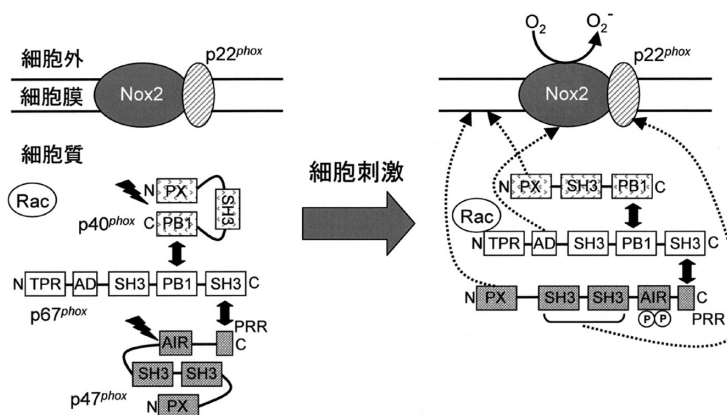 細胞外
細胞膜
細胞質
Nox2
p22phox
Rac
N PX
C PB1
SH3
p40phox
N TPR AD SH3 PB1 SH3 C
p67phox
PRR
AIR C
SH3 SH3
p47phox
N PX
細胞刺激
O2 O2-
Nox2
p22phox
N PX SH3 PB1 C
Rac
N TPR AD SH3 PB1 SH3 C
N PX SH3 SH3 AIR C
P P
PRR